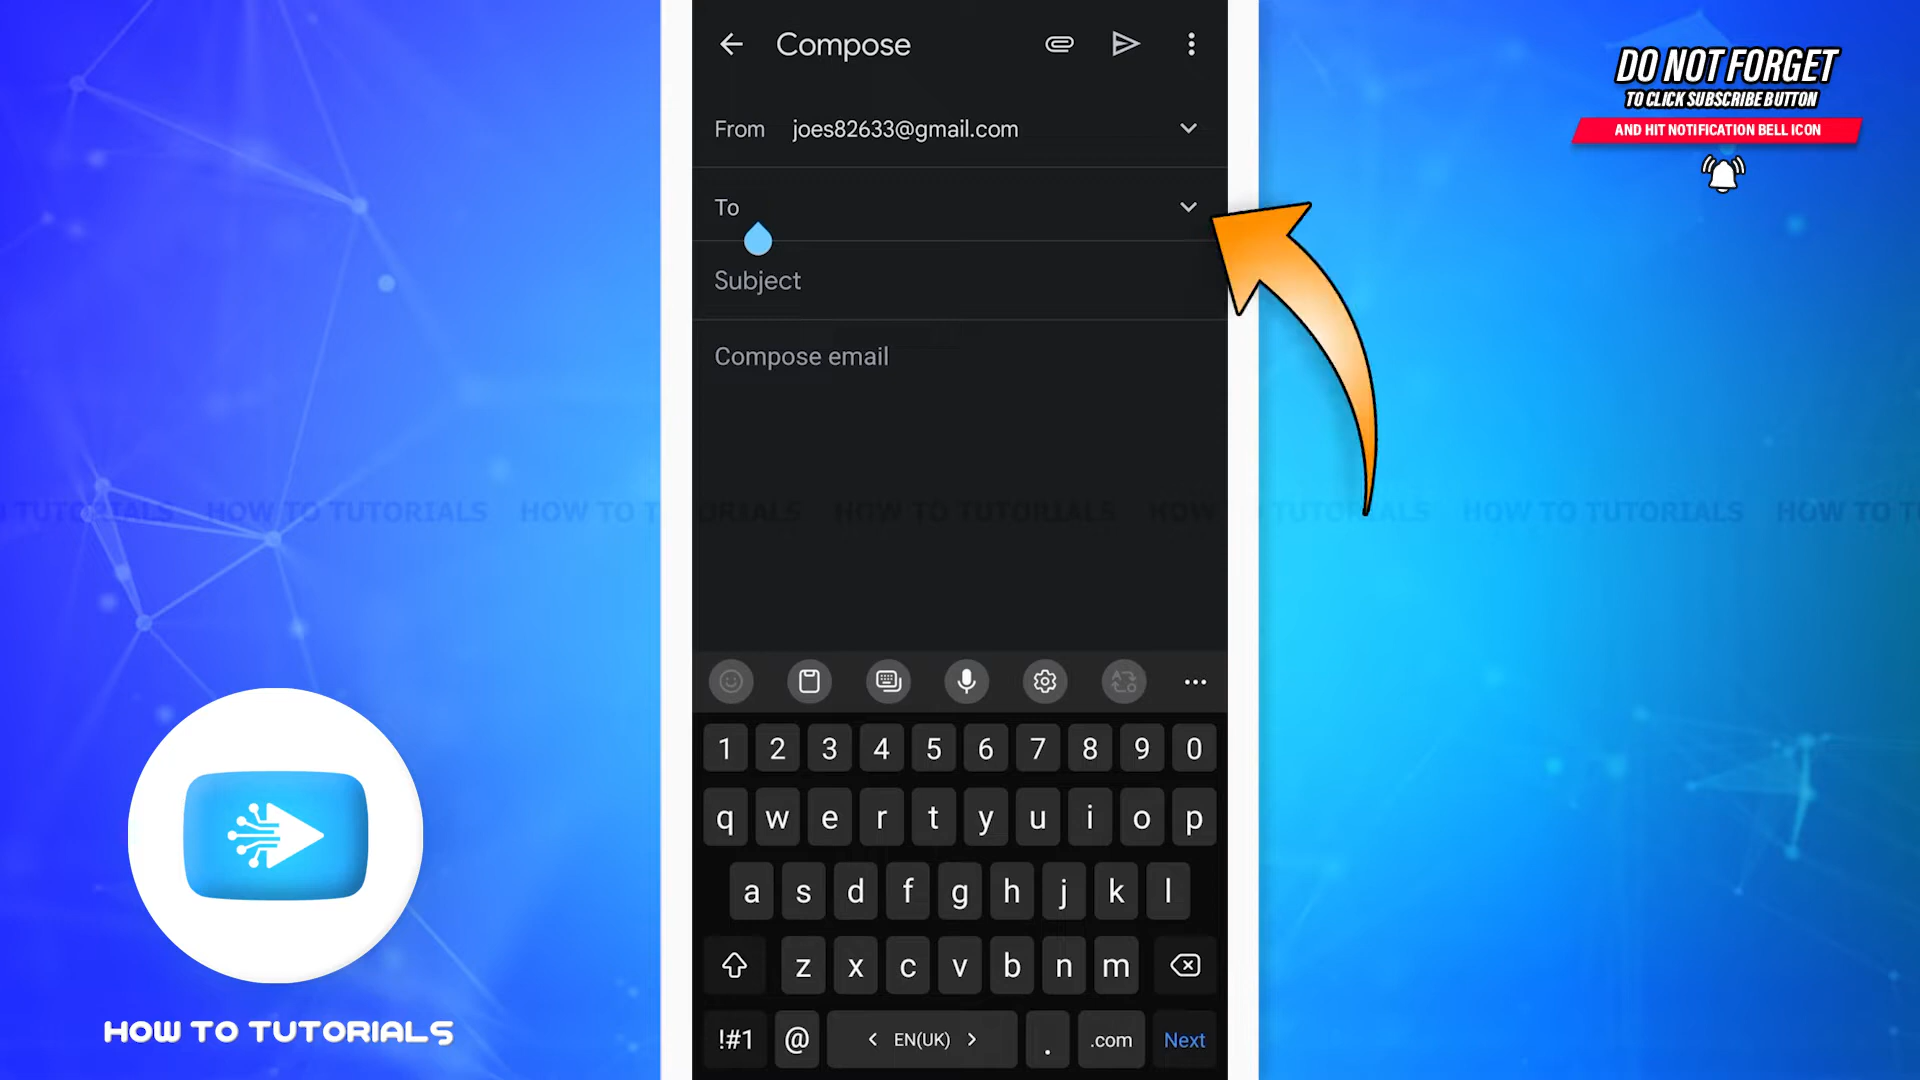 Compose
From joes82633@gmail.com
To
Subject
Compose email
DO NOT FORGET
TO CLICK SUBSCRIBE BUTTON
AND HIT NOTIFICATION BELL ICON
TUTORIALS HOW TO TUTORIALS HOW TO T ORIALS HOW TO TUTORIALS HOW TUTORIALS HOW TO TUTORIALS HOW TO T
1 2 3 4 5 6 7 8 9 0
q w e r t y u i o p
a s d f g h j k l
z x c v b n m
!#1 @ < EN(UK) > . .com Next
HOW TO TUTORIALS